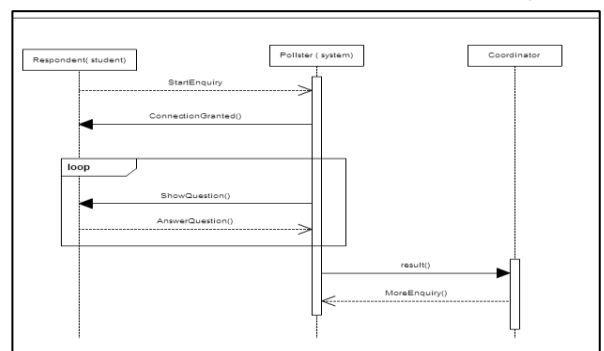 Respondent( student)
Pollster ( system)
Coordinator
StartEnquiry
ConnectionGranted()
loop
ShowQuestion()
AnswerQuestion()
result()
MoreEnquiry()